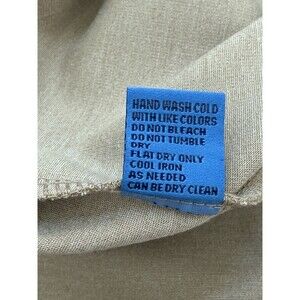 HAND WASH COLD
WITH LIKE COLORS
DO NOT BLEACH
DO NOT TUMBLE
DRY
FLAT DRY ONLY
COOL IRON
AS NEEDED
CAN BE DRY CLEAN